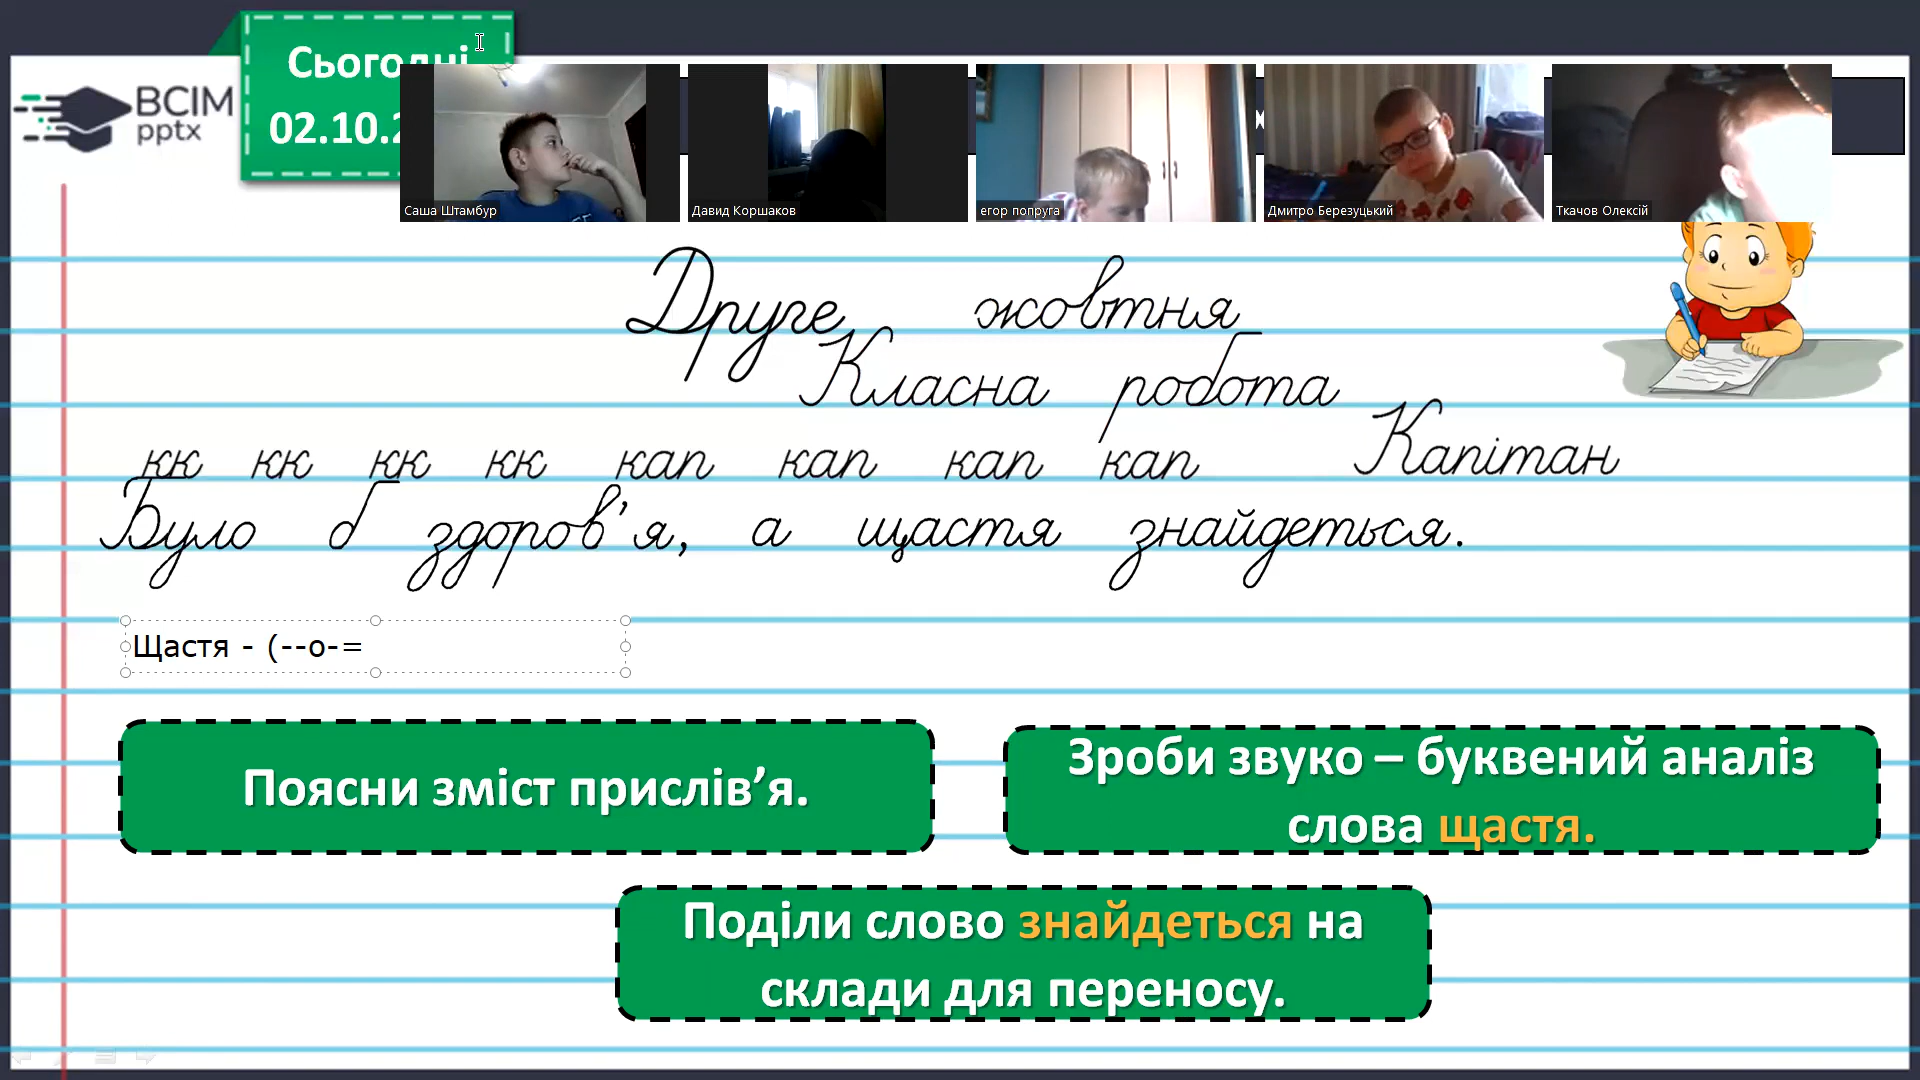 Сьогодні
02.10.2
ВСІМ
pptx
Саша Штамбур
Давид Коршаков
егор попруга
Дмитро Березуцький
Ткачов Олексій
Друге жовтня
Класна робота
кк кк кк кк кап кап кап кап Капітан
Було б здоров’я, а щастя знайдеться.
Щастя - (--о-=
Поясни зміст прислів’я.
Зроби звуко – буквений аналіз
слова щастя.
Поділи слово знайдеться на
склади для переносу.